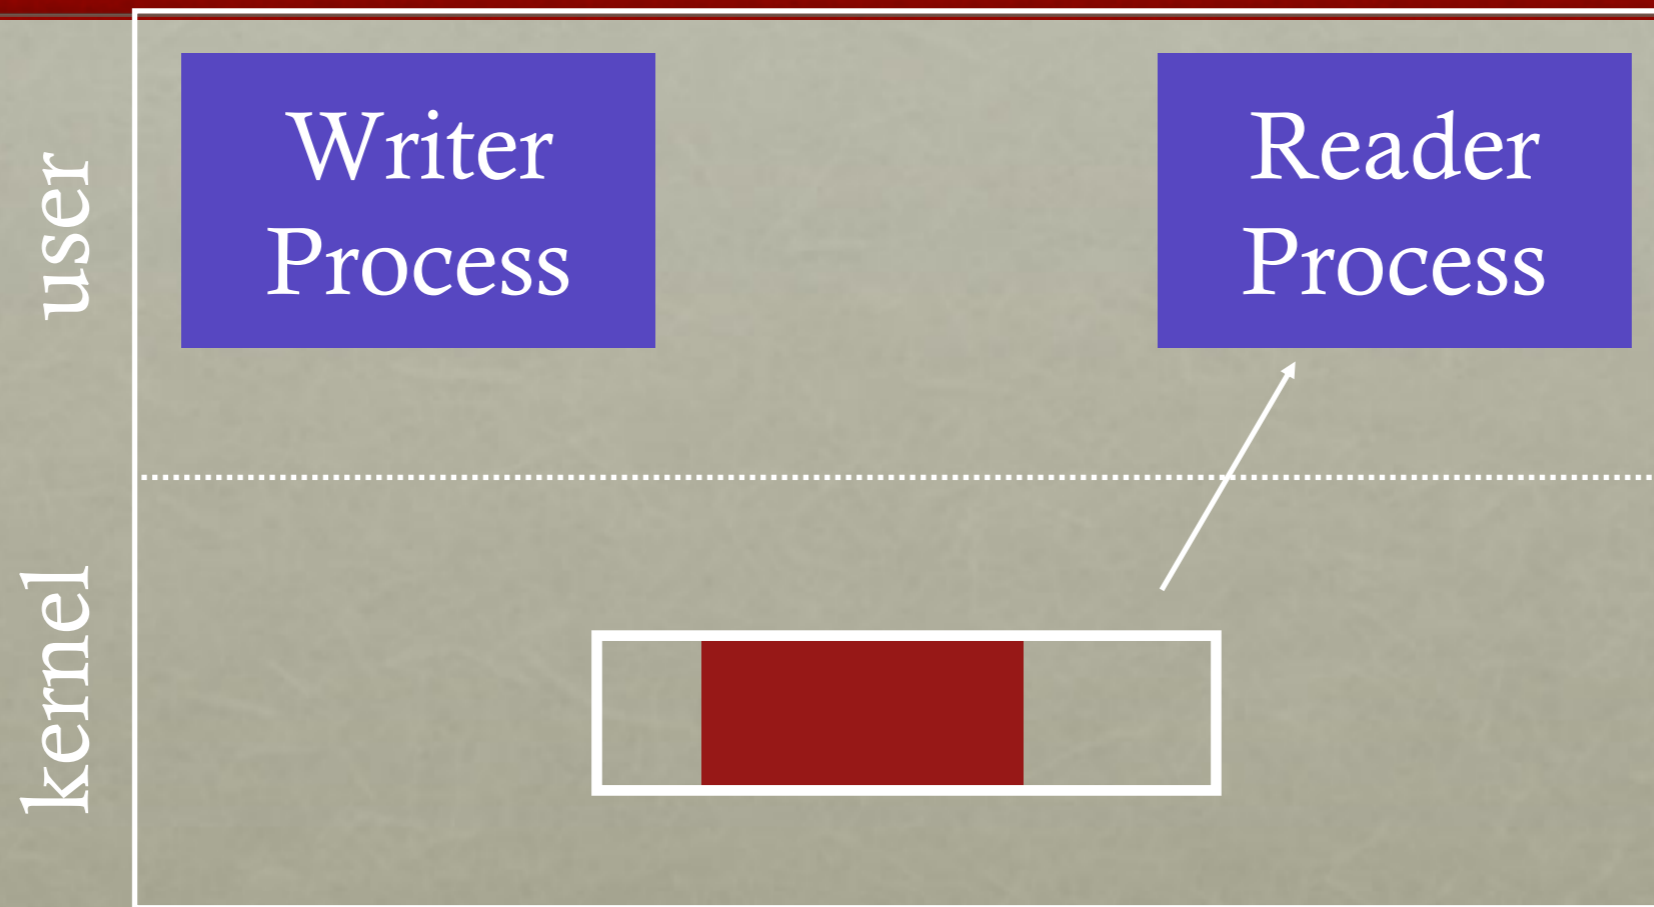 user
Writer
Process
Reader
Process
kernel